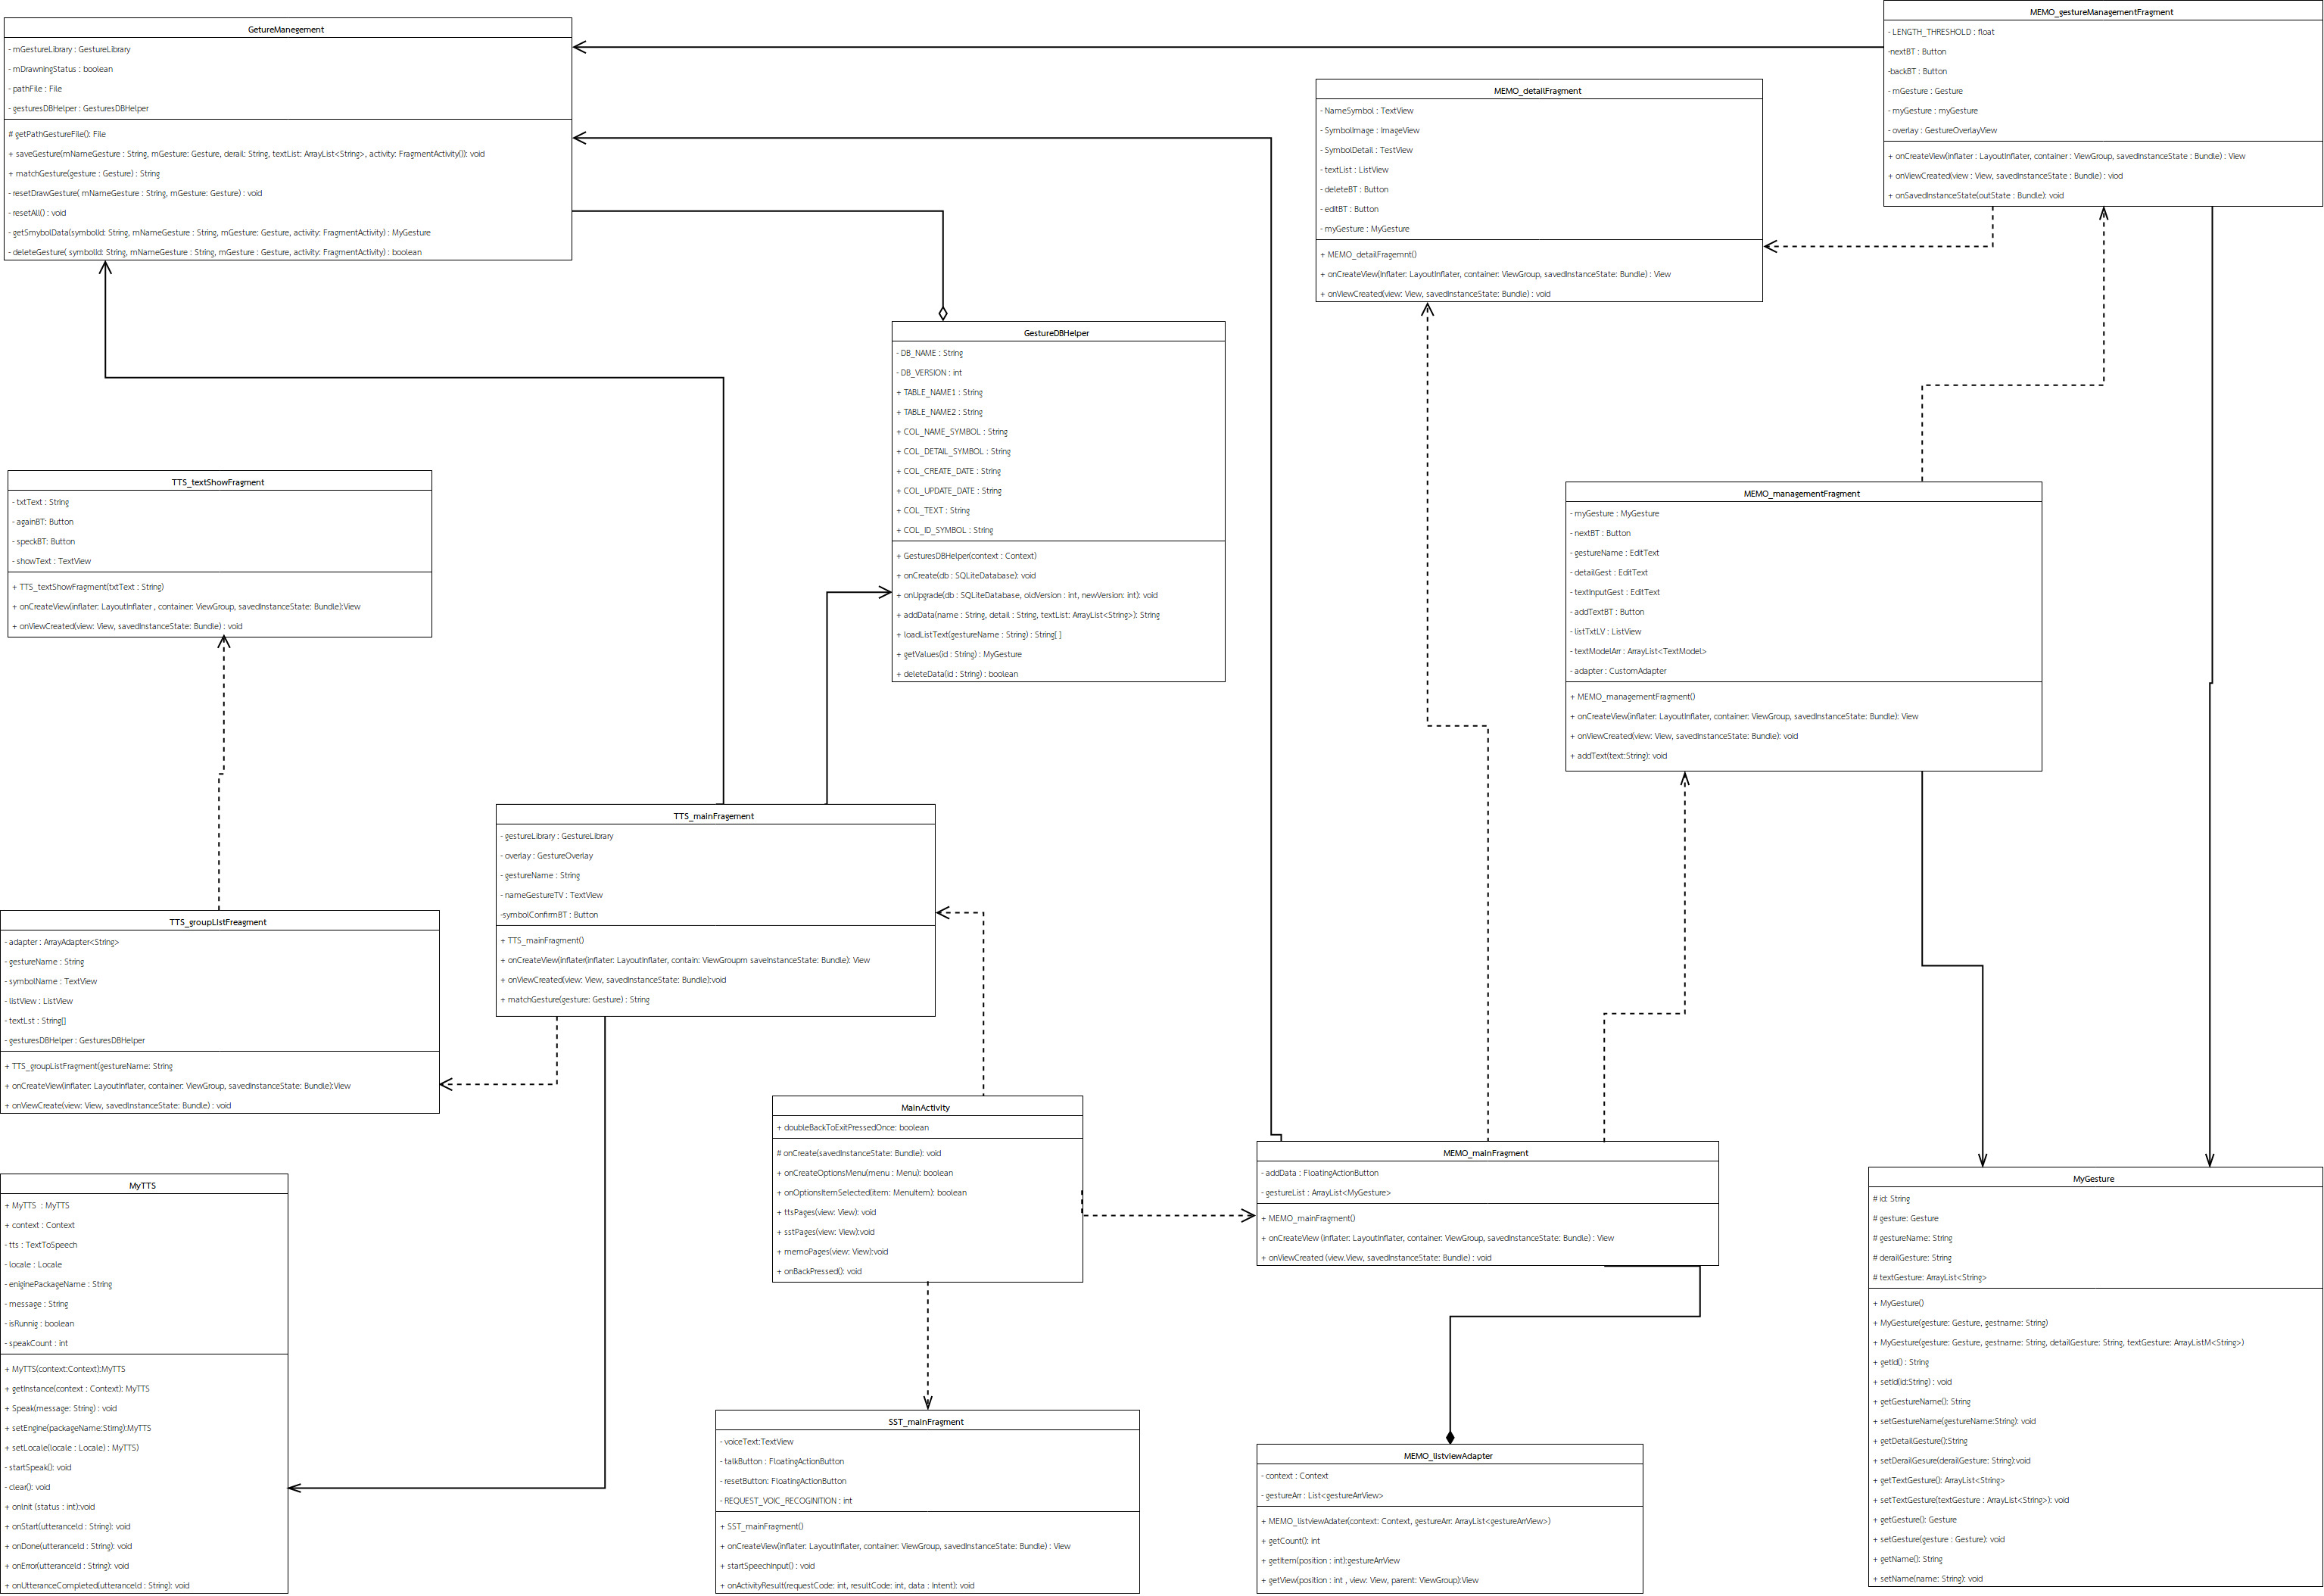 GetureManegement
- mGestureLibrary : GestureLibrary
- mDrawningStatus : boolean
- pathFile : File
- gesturesDBHelper : GesturesDBHelper
# getPathGestureFile(): File
+ saveGesture(mNameGesture : String, mGesture: Gesture, derail: String, textList: ArrayList<String>, activity: FragmentActivity()): void
+ matchGesture(gesture : Gesture) : String
- resetDrawGesture( mNameGesture : String, mGesture: Gesture) : void
- resetAll() : void
- getSmybolData(symbolId: String, mNameGesture : String, mGesture: Gesture, activity: FragmentActivity) : MyGesture
- deleteGesture( symbolId: String, mNameGesture : String, mGesture : Gesture, activity: FragmentActivity) : boolean
MEMO_gestureManagementFragment
- LENGTH_THRESHOLD : float
-nextBT : Button
-backBT : Button
- mGesture : Gesture
- myGesture : myGesture
- overlay : GestureOverlayView
+ onCreateView(inflater : LayoutInflater, container : ViewGroup, savedInstanceState : Bundle) : View
+ onViewCreated(view : View, savedInstanceState : Bundle) : viod
+ onSavedInstanceState(outState : Bundle): void
MEMO_detailFragment
- NameSymbol : TextView
- SymbolImage : ImageView
- SymbolDetail : TestView
- textList : ListView
- deleteBT : Button
- editBT : Button
- myGesture : MyGesture
+ MEMO_detailFragemnt()
+ onCreateView(inflater: LayoutInflater, container: ViewGroup, savedInstanceState: Bundle) : View
+ onViewCreated(view: View, savedInstanceState: Bundle) : void
GestureDBHelper
- DB_NAME : String
- DB_VERSION : int
+ TABLE_NAME1 : String
+ TABLE_NAME2 : String
+ COL_NAME_SYMBOL : String
+ COL_DETAIL_SYMBOL : String
+ COL_CREATE_DATE : String
+ COL_UPDATE_DATE : String
+ COL_TEXT : String
+ COL_ID_SYMBOL : String
+ GesturesDBHelper(context : Context)
+ onCreate(db : SQLiteDatabase): void
+ onUpgrade(db : SQLiteDatabase, oldVersion : int, newVersion: int): void
+ addData(name : String, detail : String, textList: ArrayList<String>): String
+ loadListText(gestureName : String) : String[ ]
+ getValues(id : String) : MyGesture
+ deleteData(id : String) : boolean
TTS_textShowFragment
- txtText : String
- againBT: Button
- speckBT: Button
- showText : TextView
+ TTS_textShowFragment(txtText : String)
+ onCreateView(inflater: LayoutInflater , container: ViewGroup, savedInstanceState: Bundle):View
+ onViewCreated(view: View, savedInstanceState: Bundle) : void
MEMO_managementFragment
- myGesture : MyGesture
- nextBT : Button
- gestureName : EditText
- detailGest : EditText
- textInputGest : EditText
- addTextBT : Button
- listTxtLV : ListView
- textModelArr : ArrayList<TextModel>
- adapter : CustomAdapter
+ MEMO_managementFragment()
+ onCreateView(inflater: LayoutInflater, container: ViewGroup, savedInstanceState: Bundle): View
+ onViewCreated(view: View, savedInstanceState: Bundle): void
+ addText(text:String): void
TTS_mainFragement
- gestureLibrary : GestureLibrary
- overlay : GestureOverlay
- gestureName : String
- nameGestureTV : TextView
-symbolConfirmBT : Button
+ TTS_mainFragment()
+ onCreateView(inflater(inflater: LayoutInflater, contain: ViewGroupm saveInstanceState: Bundle): View
+ onViewCreated(view: View, savedInstanceState: Bundle):void
+ matchGesture(gesture: Gesture) : String
TTS_groupListFreagment
- adapter : ArrayAdapter<String>
- gestureName : String
- symbolName : TextView
- listView : ListView
- textLst : String[]
- gesturesDBHelper : GesturesDBHelper
+ TTS_groupListFragment(gestureName: String
+ onCreateView(inflater: LayoutInflater, container: ViewGroup, savedInstanceState: Bundle):View
+ onViewCreate(view: View, savedInstanceState: Bundle) : void
MainActivity
+ doubleBackToExitPressedOnce: boolean
# onCreate(savedInstanceState: Bundle): void
+ onCreateOptionsMenu(menu : Menu): boolean
+ onOptionsItemSelected(item: MenuItem): boolean
+ ttsPages(view: View): void
+ sstPages(view: View):void
+ memoPages(view: View):void
+ onBackPressed(): void
MEMO_mainFragment
- addData : FloatingActionButton
- gestureList : ArrayList<MyGesture>
+ MEMO_mainFragment()
+ onCreateView (inflater: LayoutInflater, container: ViewGroup, savedInstanceState: Bundle) : View
+ onViewCreated (view.View, savedInstanceState: Bundle) : void
MyGesture
# id: String
# gesture: Gesture
# gestureName: String
# derailGesture: String
# textGesture: ArrayList<String>
+ MyGesture()
+ MyGesture(gesture: Gesture, gestname: String)
+ MyGesture(gesture: Gesture, gestname: String, detailGesture: String, textGesture: ArrayListM<String>)
+ getId() : String
+ setId(id:String) : void
+ getGestureName(): String
+ setGestureName(gestureName:String): void
+ getDetailGesture():String
+ setDerailGesure(derailGesture: String):void
+ getTextGesture(): ArrayList<String>
+ setTextGesture(textGesture : ArrayList<String>): void
+ getGesture(): Gesture
+ setGesture(gesture : Gesture): void
+ getName(): String
+ setName(name: String): void
MyTTS
+ MyTTS : MyTTS
+ context : Context
- tts : TextToSpeech
- locale : Locale
- eniginePackageName : String
- message : String
- isRunnig : boolean
- speakCount : int
+ MyTTS(context:Context):MyTTS
+ getInstance(context : Context): MyTTS
+ Speak(message: String) : void
+ setEngine(packageName:Stirng):MyTTS
+ setLocale(locale : Locale) : MyTTS)
- startSpeak(): void
- clear(): void
+ onInit (status : int):void
+ onStart(utteranceId : String): void
+ onDone(utteranceId : String): void
+ onError(utteranceId : String): void
+ onUtteranceCompleted(utteranceId : String): void
SST_mainFragment
- voiceText:TextView
- talkButton : FloatingActionButton
- resetButton: FloatingActionButton
- REQUEST_VOIC_RECOGINITION : int
+ SST_mainFragment()
+ onCreateView(inflater: LayoutInflater, container: ViewGroup, savedInstanceState: Bundle) : View
+ startSpeechInput() : void
+ onActivityResult(requestCode: int, resultCode: int, data : Intent): void
MEMO_listviewAdapter
- context : Context
- gestureArr : List<gestureArrView>
+ MEMO_listviewAdater(context: Context, gestureArr: ArrayList<gestureArrView>)
+ getCount(): int
+ getItem(position : int):gestureArrView
+ getView(position : int , view: View, parent: ViewGroup):View